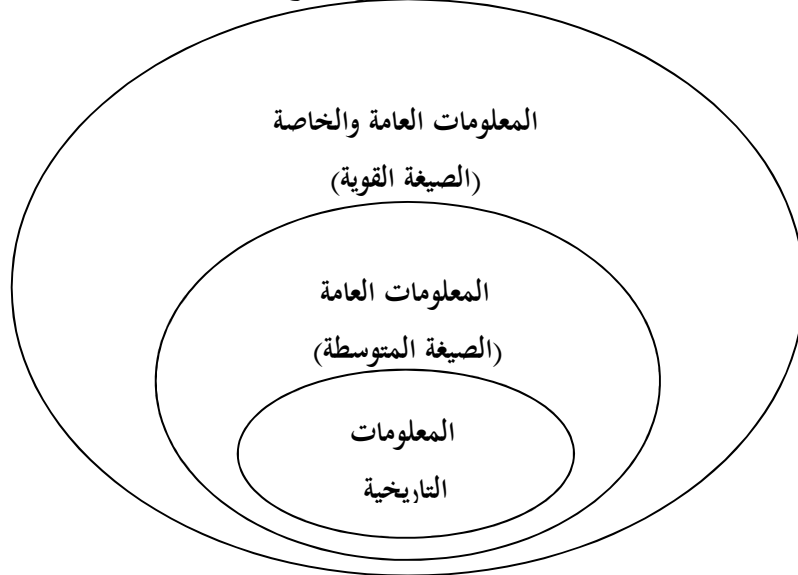 المعلومات العامة والخاصة
(الصيغة القوية)
المعلومات العامة
(الصيغة المتوسطة)
المعلومات
التاريخية